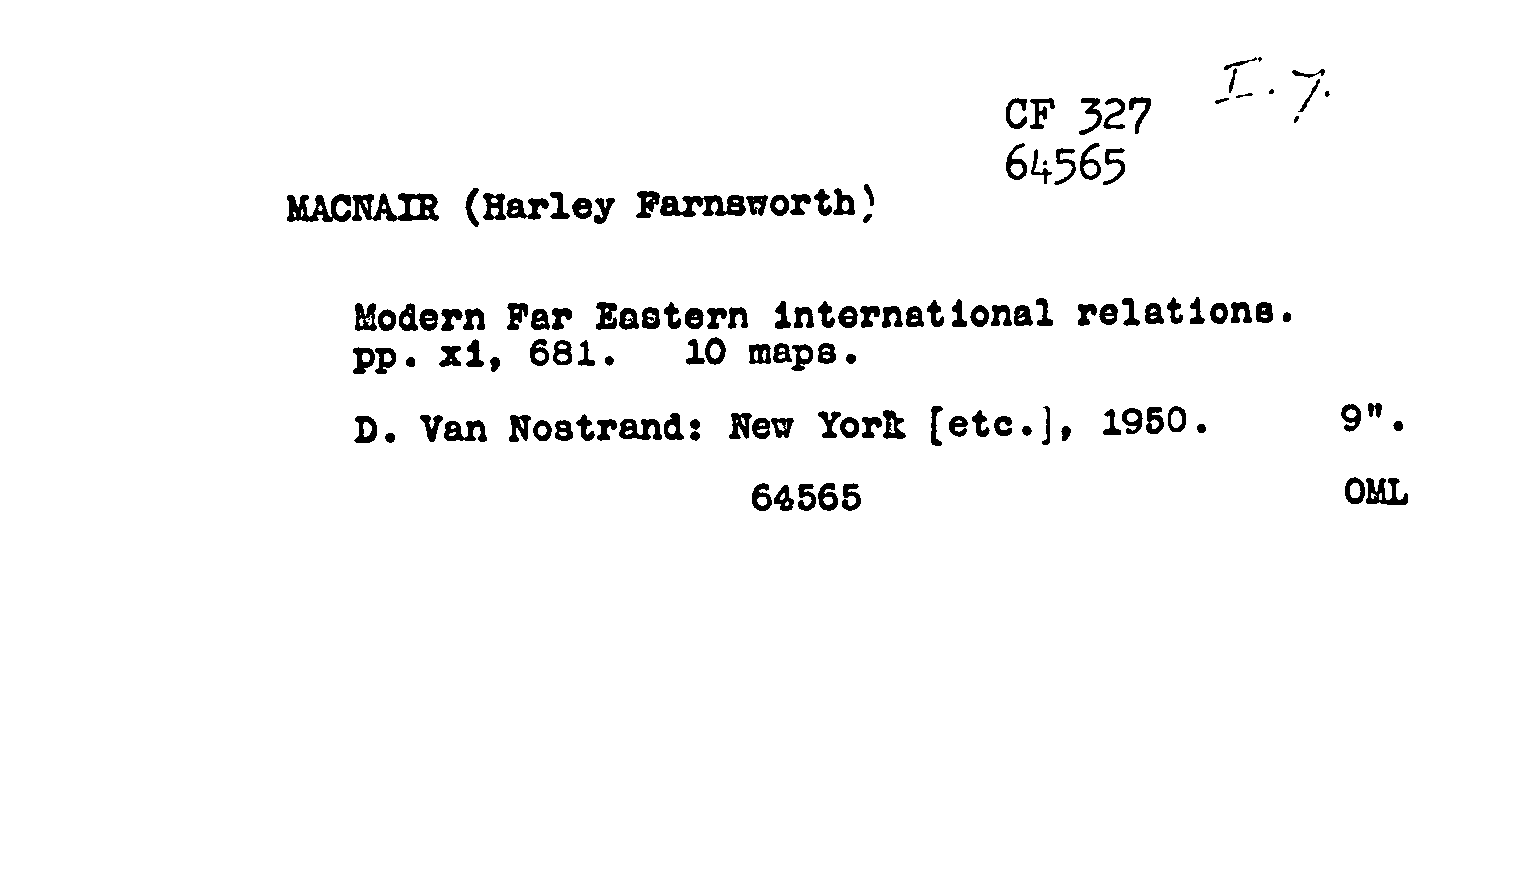 I. 7.
CF 327
64565
MACNAIR (Harley Farnsworth)
Modern Far Eastern international relations.
pp. xi, 681. 10 maps.
D. Van Nostrand: New York [etc.], 1950. 9".
64565 OML